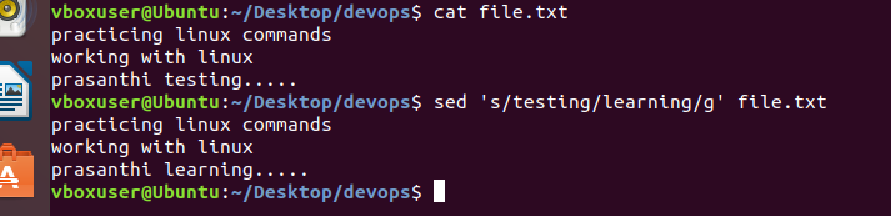 vboxuser@Ubuntu:~/Desktop/devops$ cat file.txt
practicing linux commands
working with linux
prasanthi testing.....
vboxuser@Ubuntu:~/Desktop/devops$ sed 's/testing/learning/g' file.txt
practicing linux commands
working with linux
prasanthi learning.....
vboxuser@Ubuntu:~/Desktop/devops$